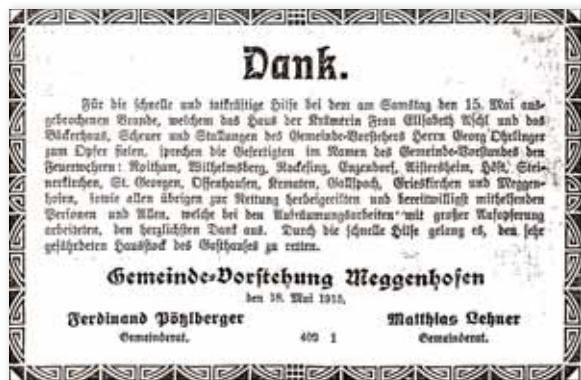 Dank.
Für die schnelle und tatkräftige Hilfe bei dem am Samstag den 15. Mai aus-
gebrochenen Brande, welchem das Haus der Krämerin Frau Elisabeth Aschl und das
Bäckerhaus, Scheuer und Stallungen des Gemeinde-Vorstehers Herrn Georg Ohrlinger
zum Opfer fielen, sprechen die Gefertigten im Namen des Gemeinde-Vorstandes den
Feuerwehren: Roitham, Wilhelmsberg, Rackesing, Enzendorf, Aistersheim, Höft, Stei-
nerkirchen, St. Georgen, Offenhausen, Kematen, Gallspach, Grieskirchen und Meggen-
hofen, sowie allen übrigen zur Rettung herbeigeeilten und bereitwilligst mithelfenden
Personen und Allen, welche bei den Aufräumungsarbeiten mit großer Aufopferung
arbeiteten, den herzlichsten Dank aus. Durch die schnelle Hilfe gelang es, den sehr
gefährdeten Hausstock des Gasthauses zu retten.
Gemeinde-Vorstehung Meggenhofen
den 18. Mai 1915.
Ferdinand Pötzlberger
Gemeinderat.
402 1
Matthias Lehner
Gemeinderat.